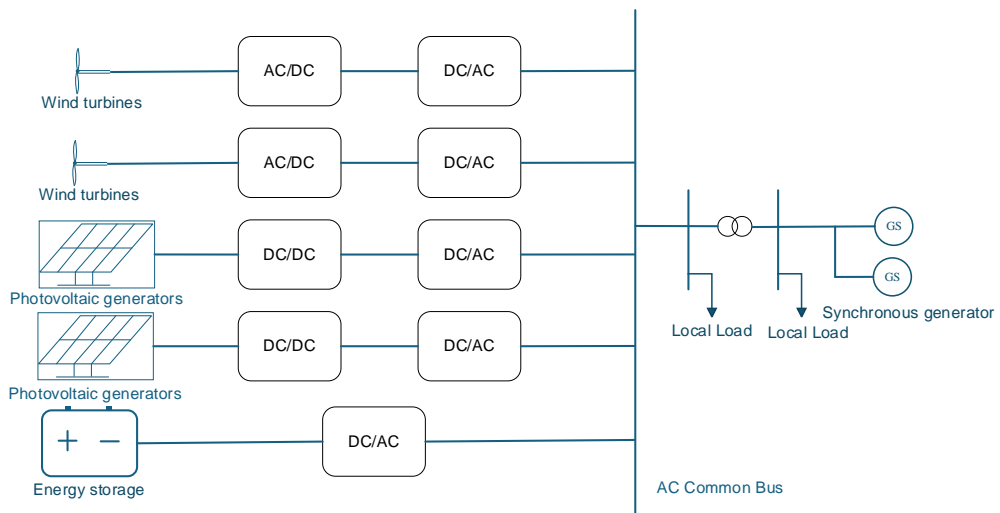 AC/DC
DC/AC
Wind turbines
AC/DC
DC/AC
Wind turbines
GS
DC/DC
DC/AC
GS
Photovoltaic generators
Synchronous generator
Local Load
Local Load
DC/DC
DC/AC
Photovoltaic generators
+ −
DC/AC
Energy storage
AC Common Bus